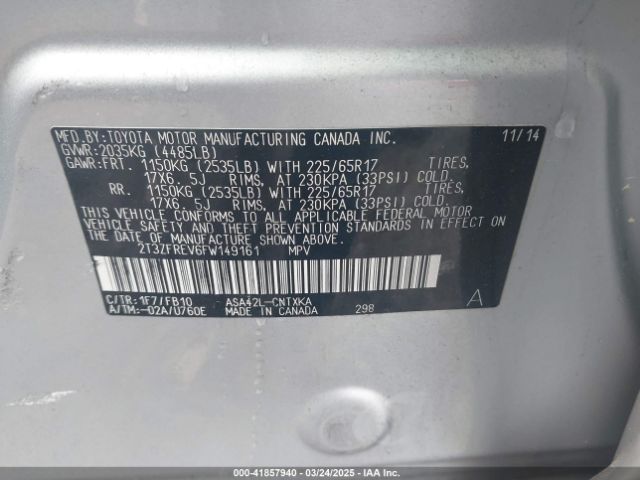 MFD.BY:TOYOTA MOTOR MANUFACTURING CANADA INC. 11/14
GVWR:2035KG (4485LB)
GAWR:FRT. 1150KG (2535LB) WITH 225/65R17 TIRES,
17X6. 5J RIMS, AT 230KPA (33PSI) COLD.
RR. 1150KG (2535LB) WITH 225/65R17 TIRES,
17X6. 5J RIMS, AT 230KPA (33PSI) COLD.
THIS VEHICLE CONFORMS TO ALL APPLICABLE FEDERAL MOTOR
VEHICLE SAFETY AND THEFT PREVENTION STANDARDS IN EFFECT
ON THE DATE OF MANUFACTURE SHOWN ABOVE.
2T3ZFREV6FW149161 MPV
C/TR:1F7/FB10 ASA42L-CNTXKA A
A/TM:-02A/U760E MADE IN CANADA 298
000-41857940 - 03/24/2025 - IAA Inc.